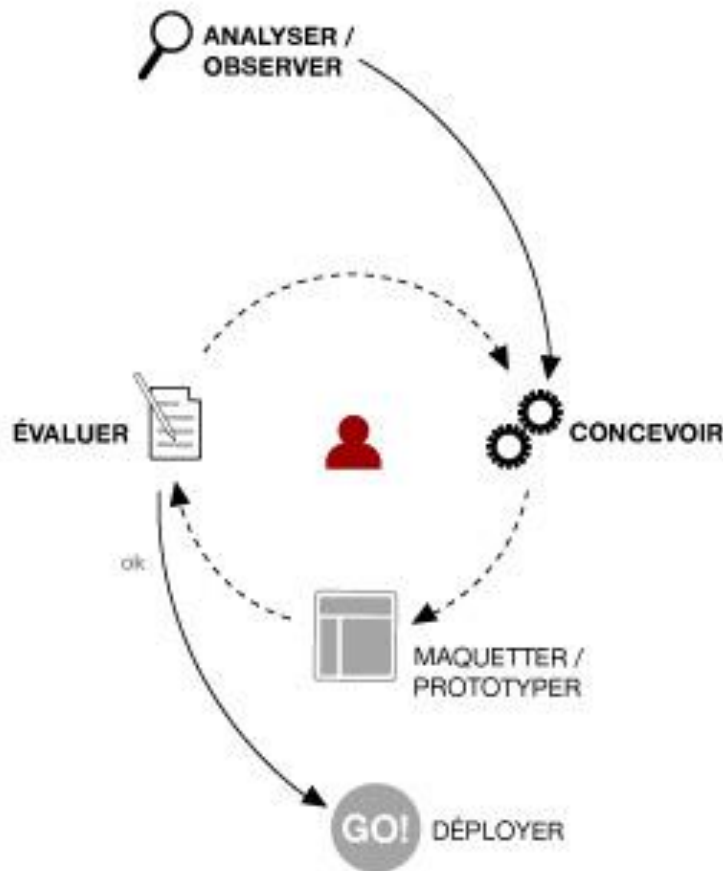 ANALYSER /
OBSERVER
ÉVALUER
CONCEVOIR
ok
MAQUETTER /
PROTOTYPER
GO! DÉPLOYER